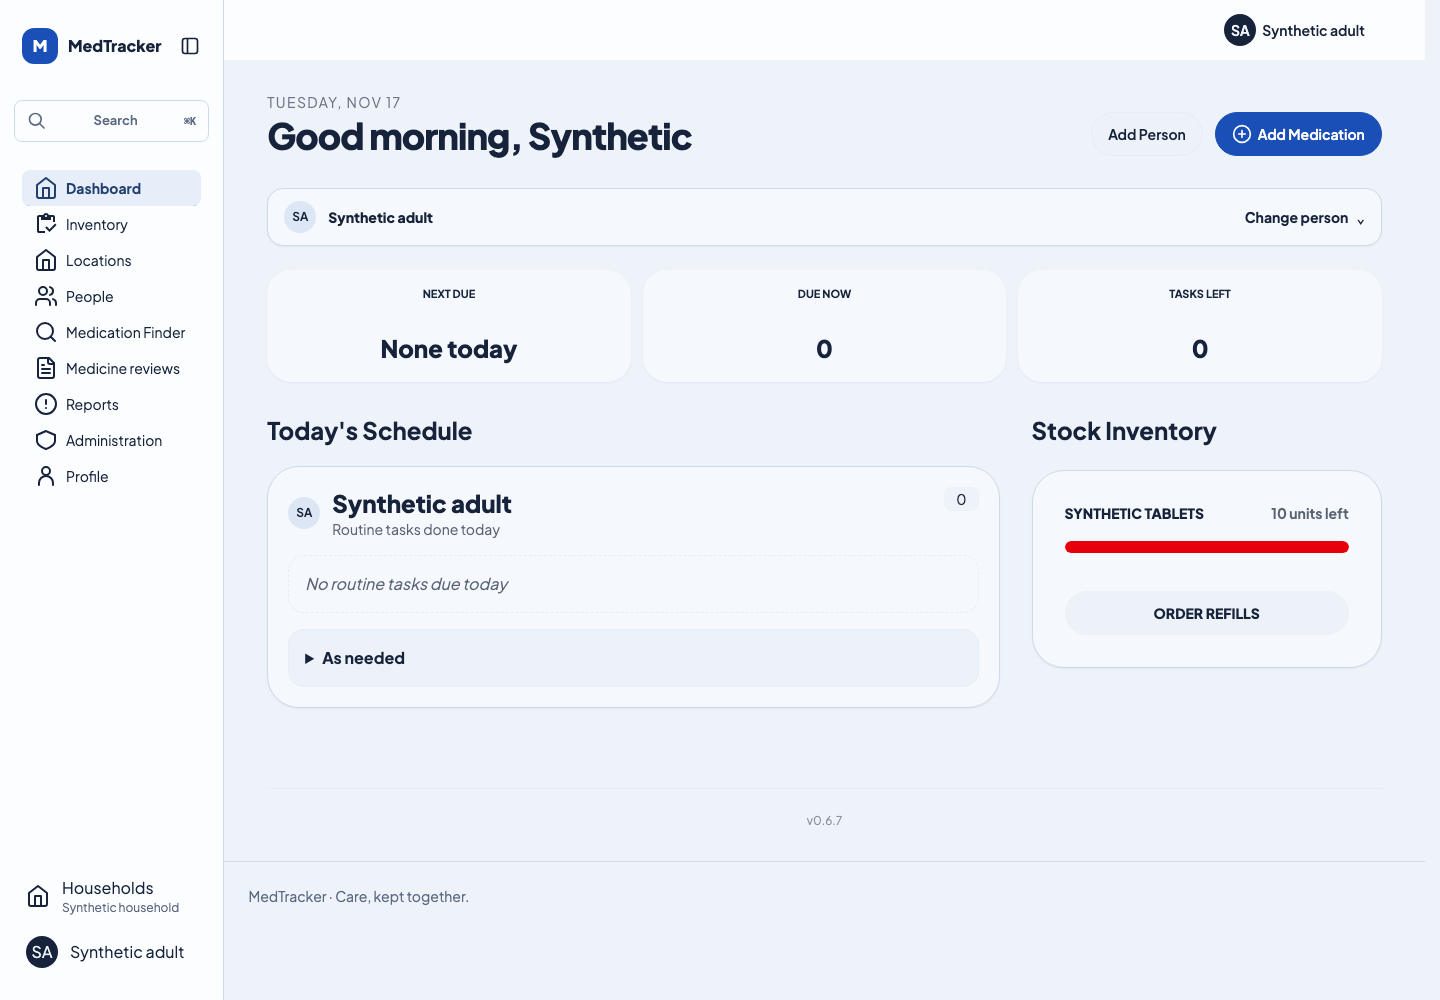 M MedTracker
Search ⌘K
Dashboard
Inventory
Locations
People
Medication Finder
Medicine reviews
Reports
Administration
Profile
Households
Synthetic household
SA Synthetic adult
SA Synthetic adult
TUESDAY, NOV 17
Good morning, Synthetic
Add Person
Add Medication
SA Synthetic adult
Change person
NEXT DUE
None today
DUE NOW
0
TASKS LEFT
0
Today's Schedule
SA Synthetic adult
0
Routine tasks done today
No routine tasks due today
As needed
Stock Inventory
SYNTHETIC TABLETS 10 units left
ORDER REFILLS
v0.6.7
MedTracker · Care, kept together.